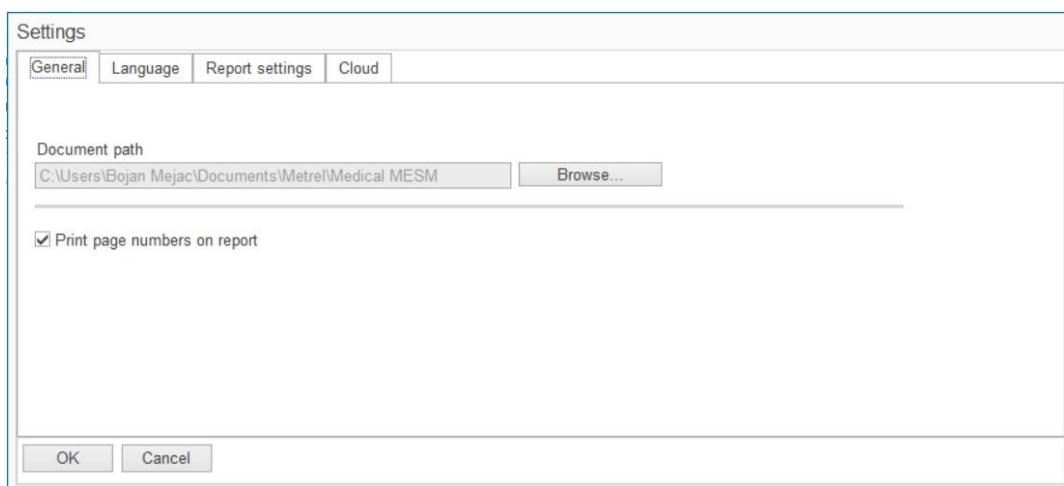 Settings
General Language Report settings Cloud
Document path
C:\Users\Bojan Mejac\Documents\Metrel\Medical MESM Browse...
Print page numbers on report
OK Cancel